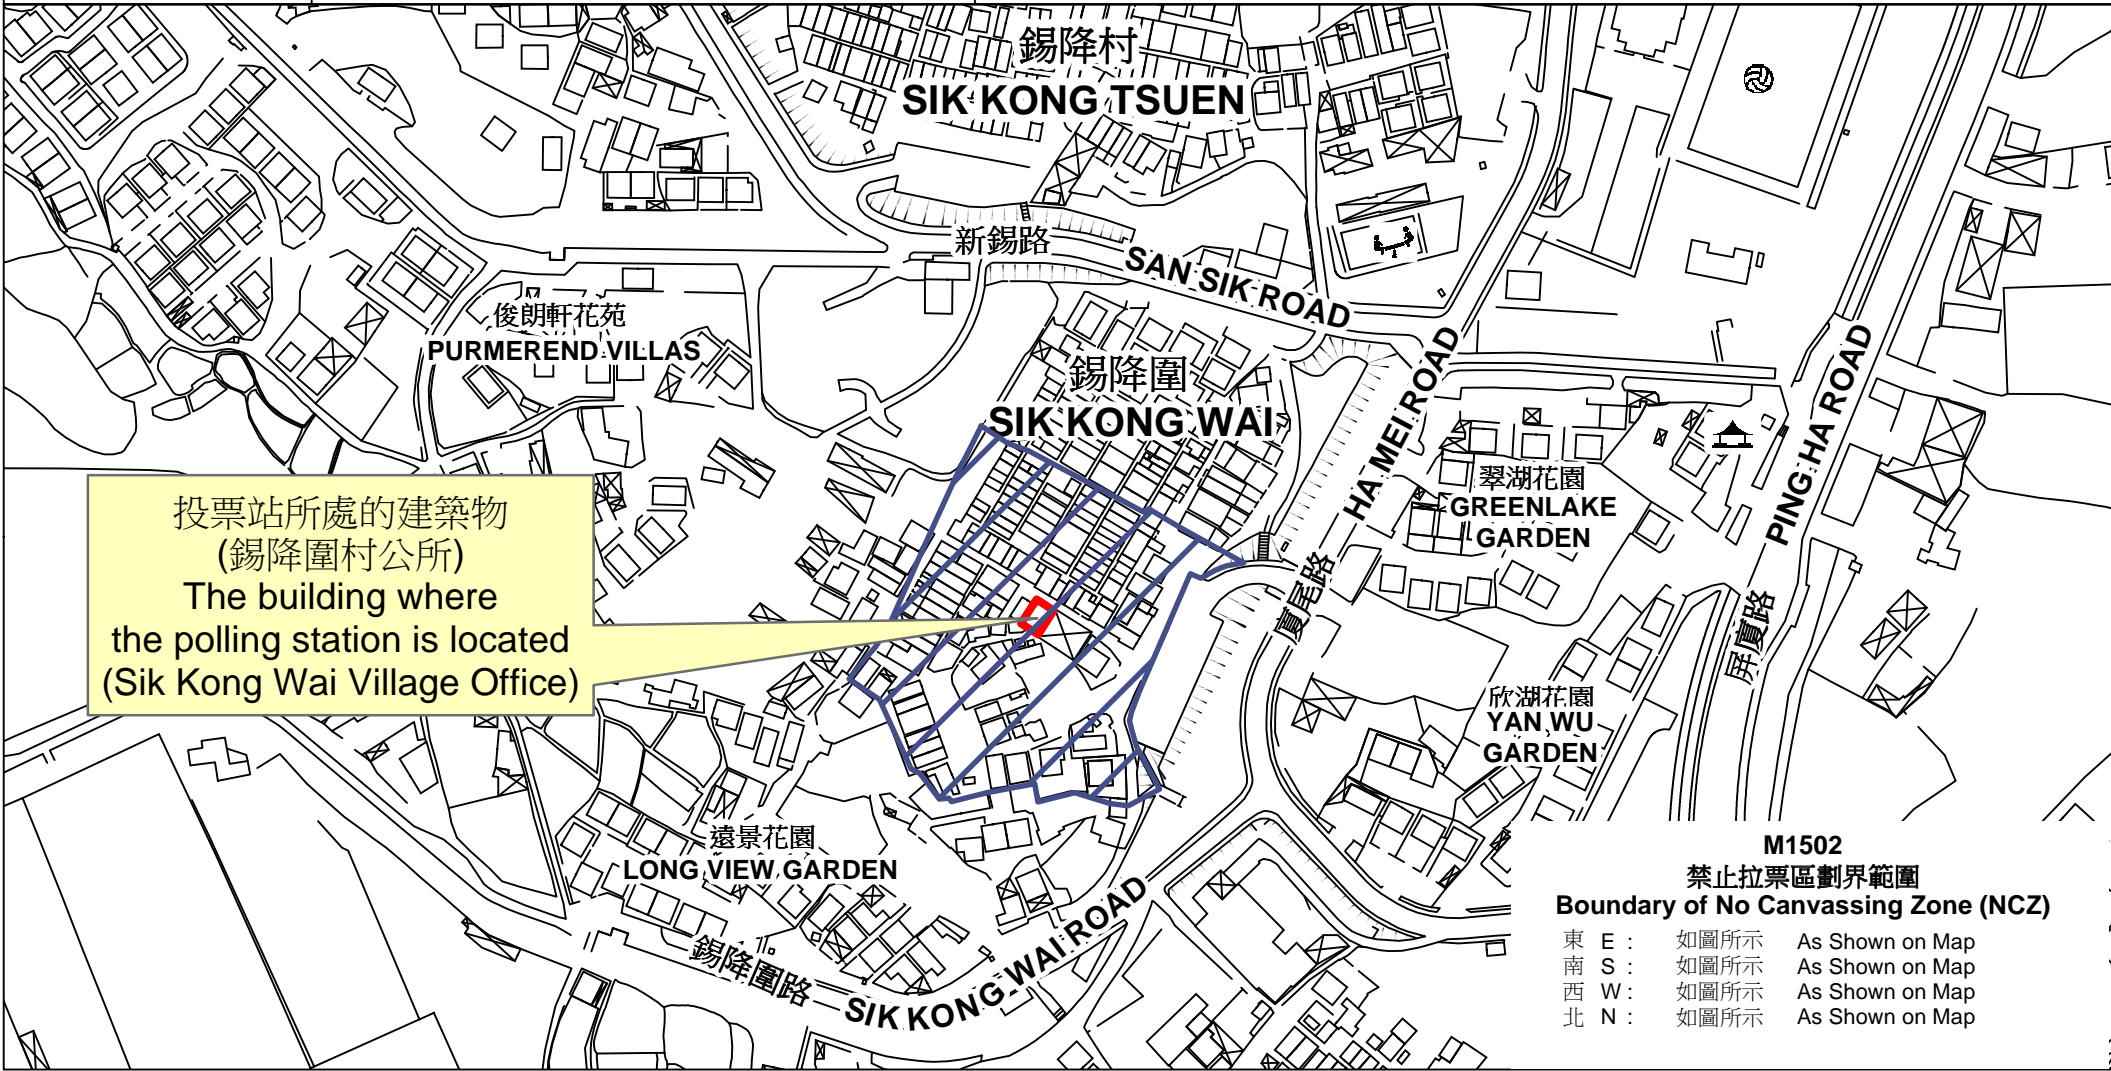 錫降村
SIK KONG TSUEN
新錫路
SAN SIK ROAD
俊朗軒花苑
PURMEREND VILLAS
錫降圍
SIK KONG WAI
HA MEI ROAD
廈尾路
PING HA ROAD
屏廈路
翠湖花園
GREENLAKE
GARDEN
投票站所處的建築物
(錫降圍村公所)
The building where
the polling station is located
(Sik Kong Wai Village Office)
欣湖花園
YAN WU
GARDEN
遠景花園
LONG VIEW GARDEN
錫降圍路
SIK KONG WAI ROAD
M1502
禁止拉票區劃界範圍
Boundary of No Canvassing Zone (NCZ)
東 E : 如圖所示 As Shown on Map
南 S : 如圖所示 As Shown on Map
西 W : 如圖所示 As Shown on Map
北 N : 如圖所示 As Shown on Map